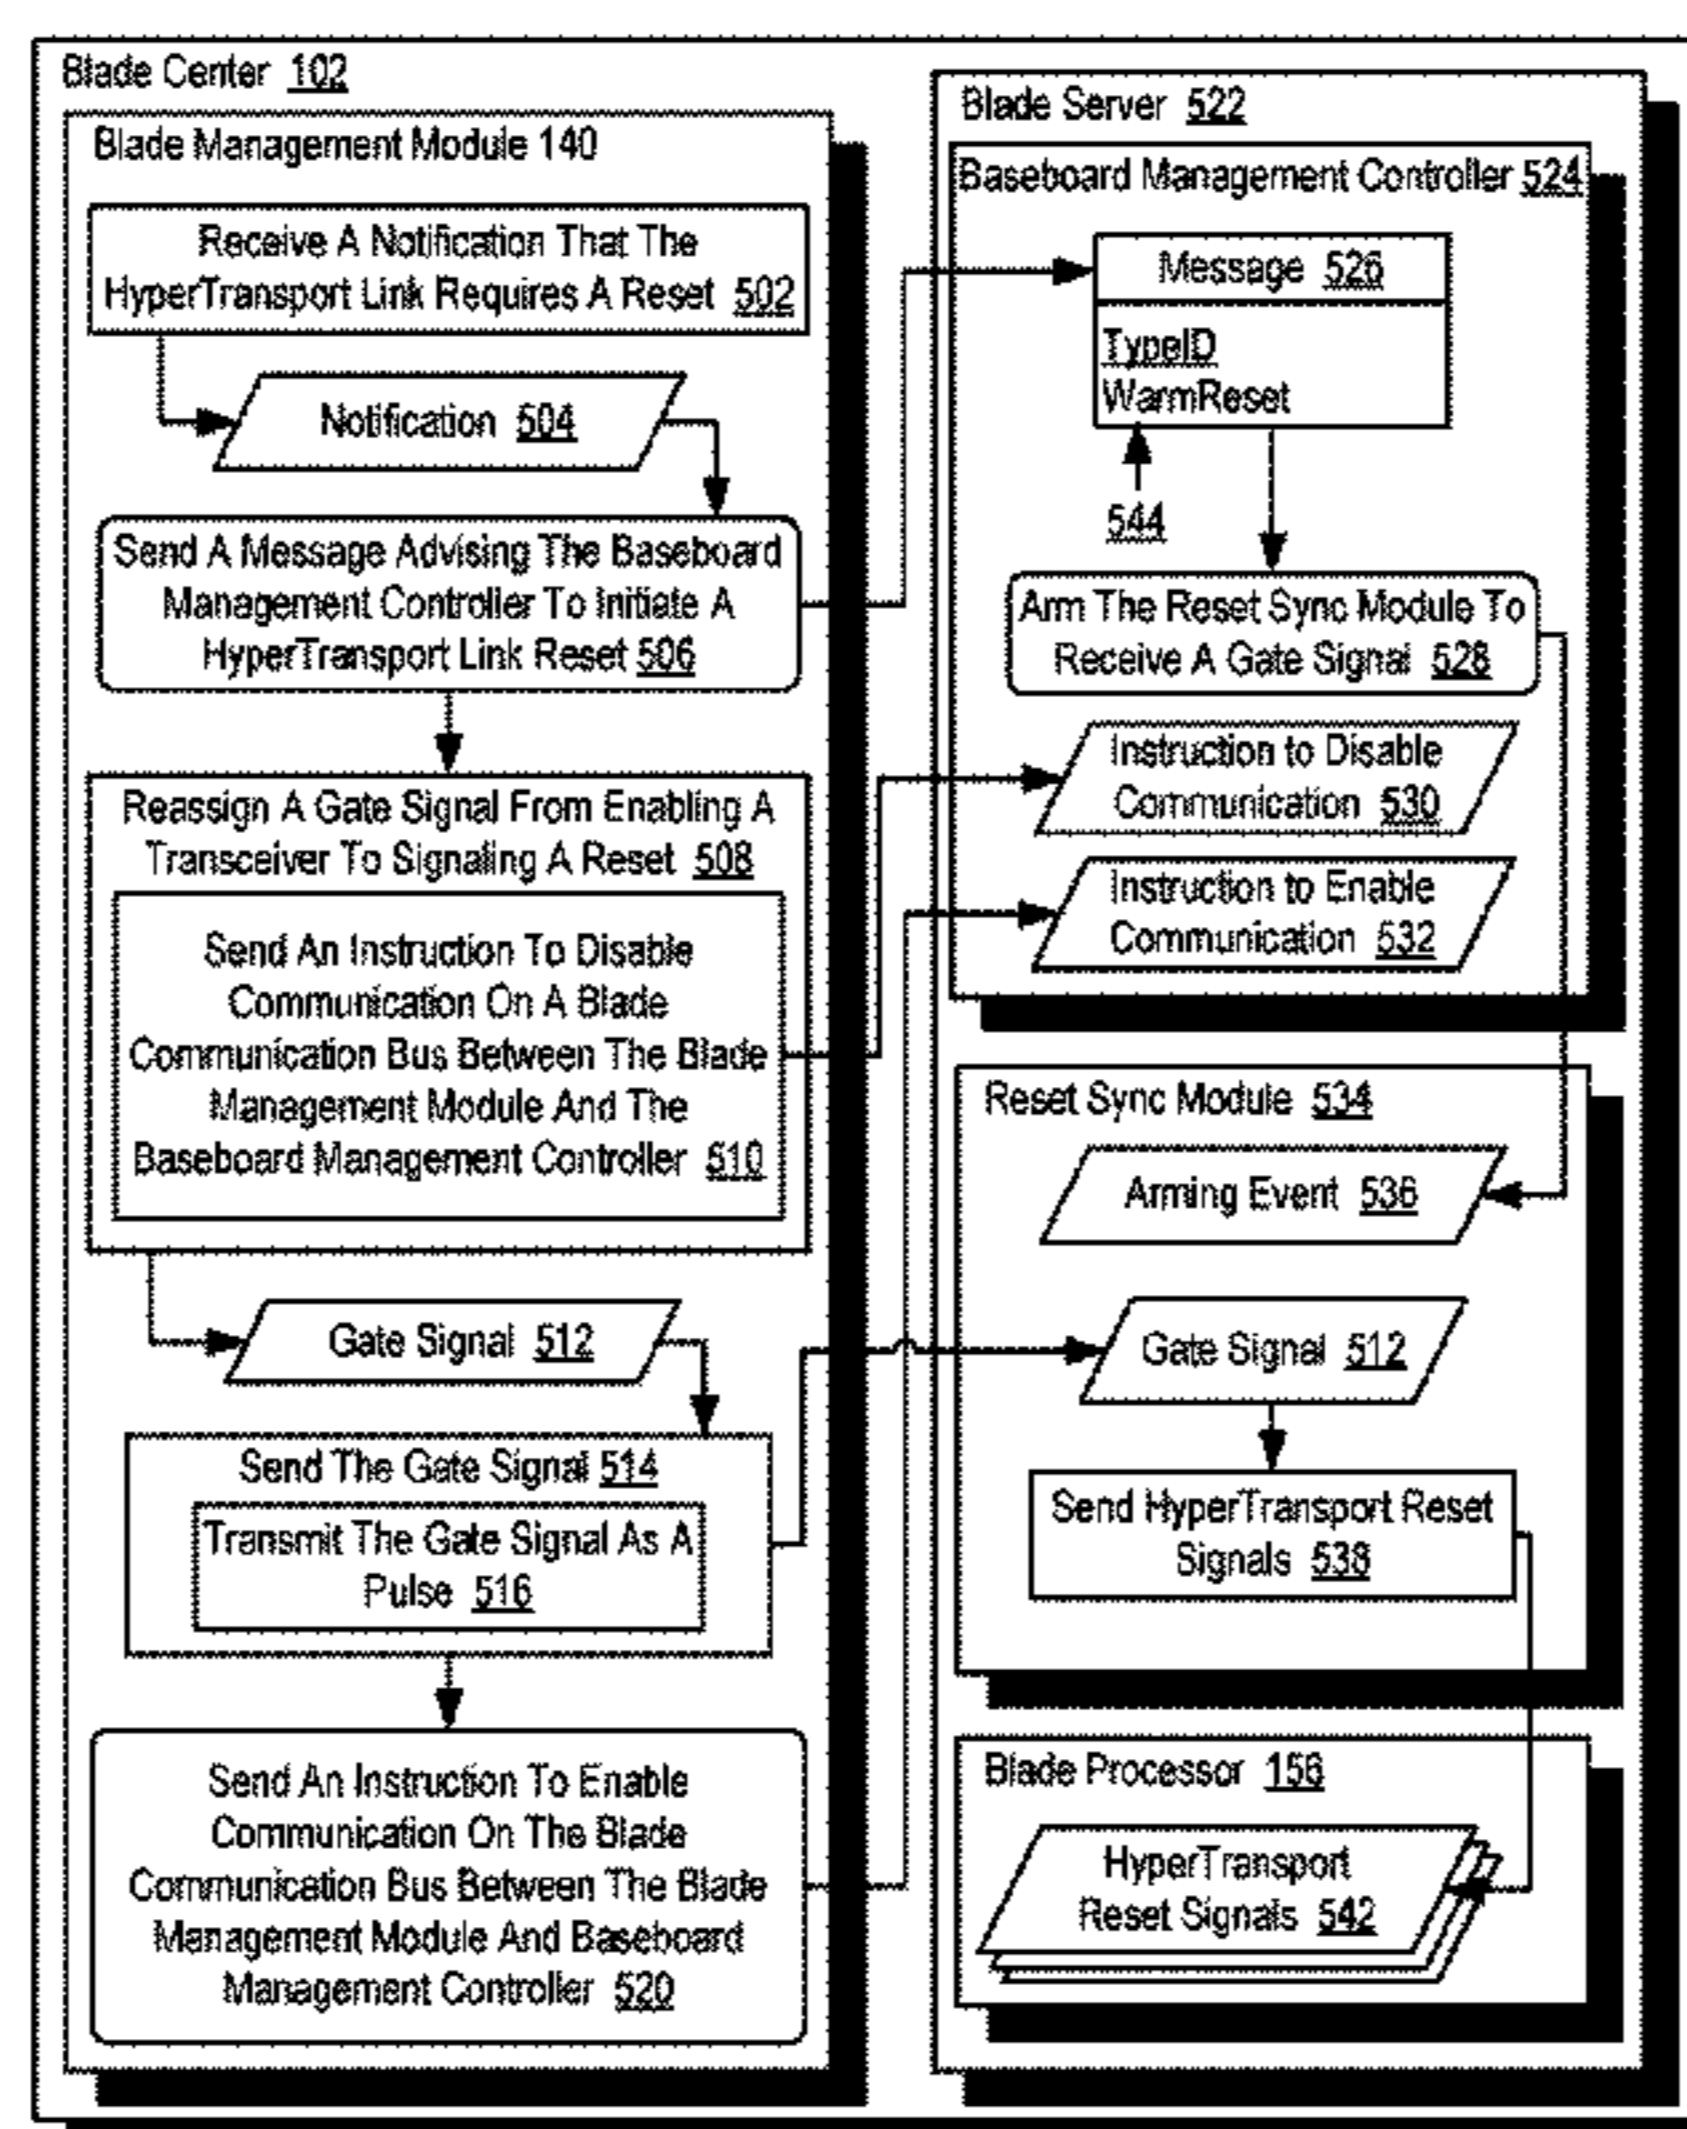 Blade Center 102
Blade Management Module 140
Receive A Notification That The
HyperTransport Link Requires A Reset 502
Notification 504
Send A Message Advising The Baseboard
Management Controller To Initiate A
HyperTransport Link Reset 506
Reassign A Gate Signal From Enabling A
Transceiver To Signaling A Reset 508
Send An Instruction To Disable
Communication On A Blade
Communication Bus Between The Blade
Management Module And The
Baseboard Management Controller 510
Gate Signal 512
Send The Gate Signal 514
Transmit The Gate Signal As A
Pulse 516
Send An Instruction To Enable
Communication On The Blade
Communication Bus Between The Blade
Management Module And Baseboard
Management Controller 520
Blade Server 522
Baseboard Management Controller 524
Message 526
TypeID
WarmReset
544
Arm The Reset Sync Module To
Receive A Gate Signal 528
Instruction to Disable
Communication 530
Instruction to Enable
Communication 532
Reset Sync Module 534
Arming Event 536
Gate Signal 512
Send HyperTransport Reset
Signals 538
Blade Processor 156
HyperTransport
Reset Signals 542